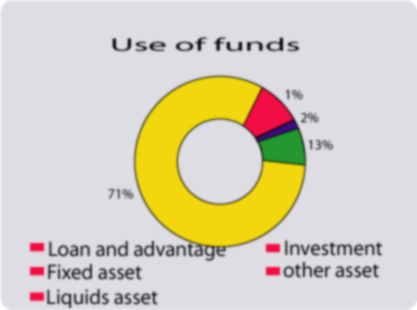 Use of funds
1%
2%
13%
71%
Loan and advantage
Investment
Fixed asset
other asset
Liquids asset